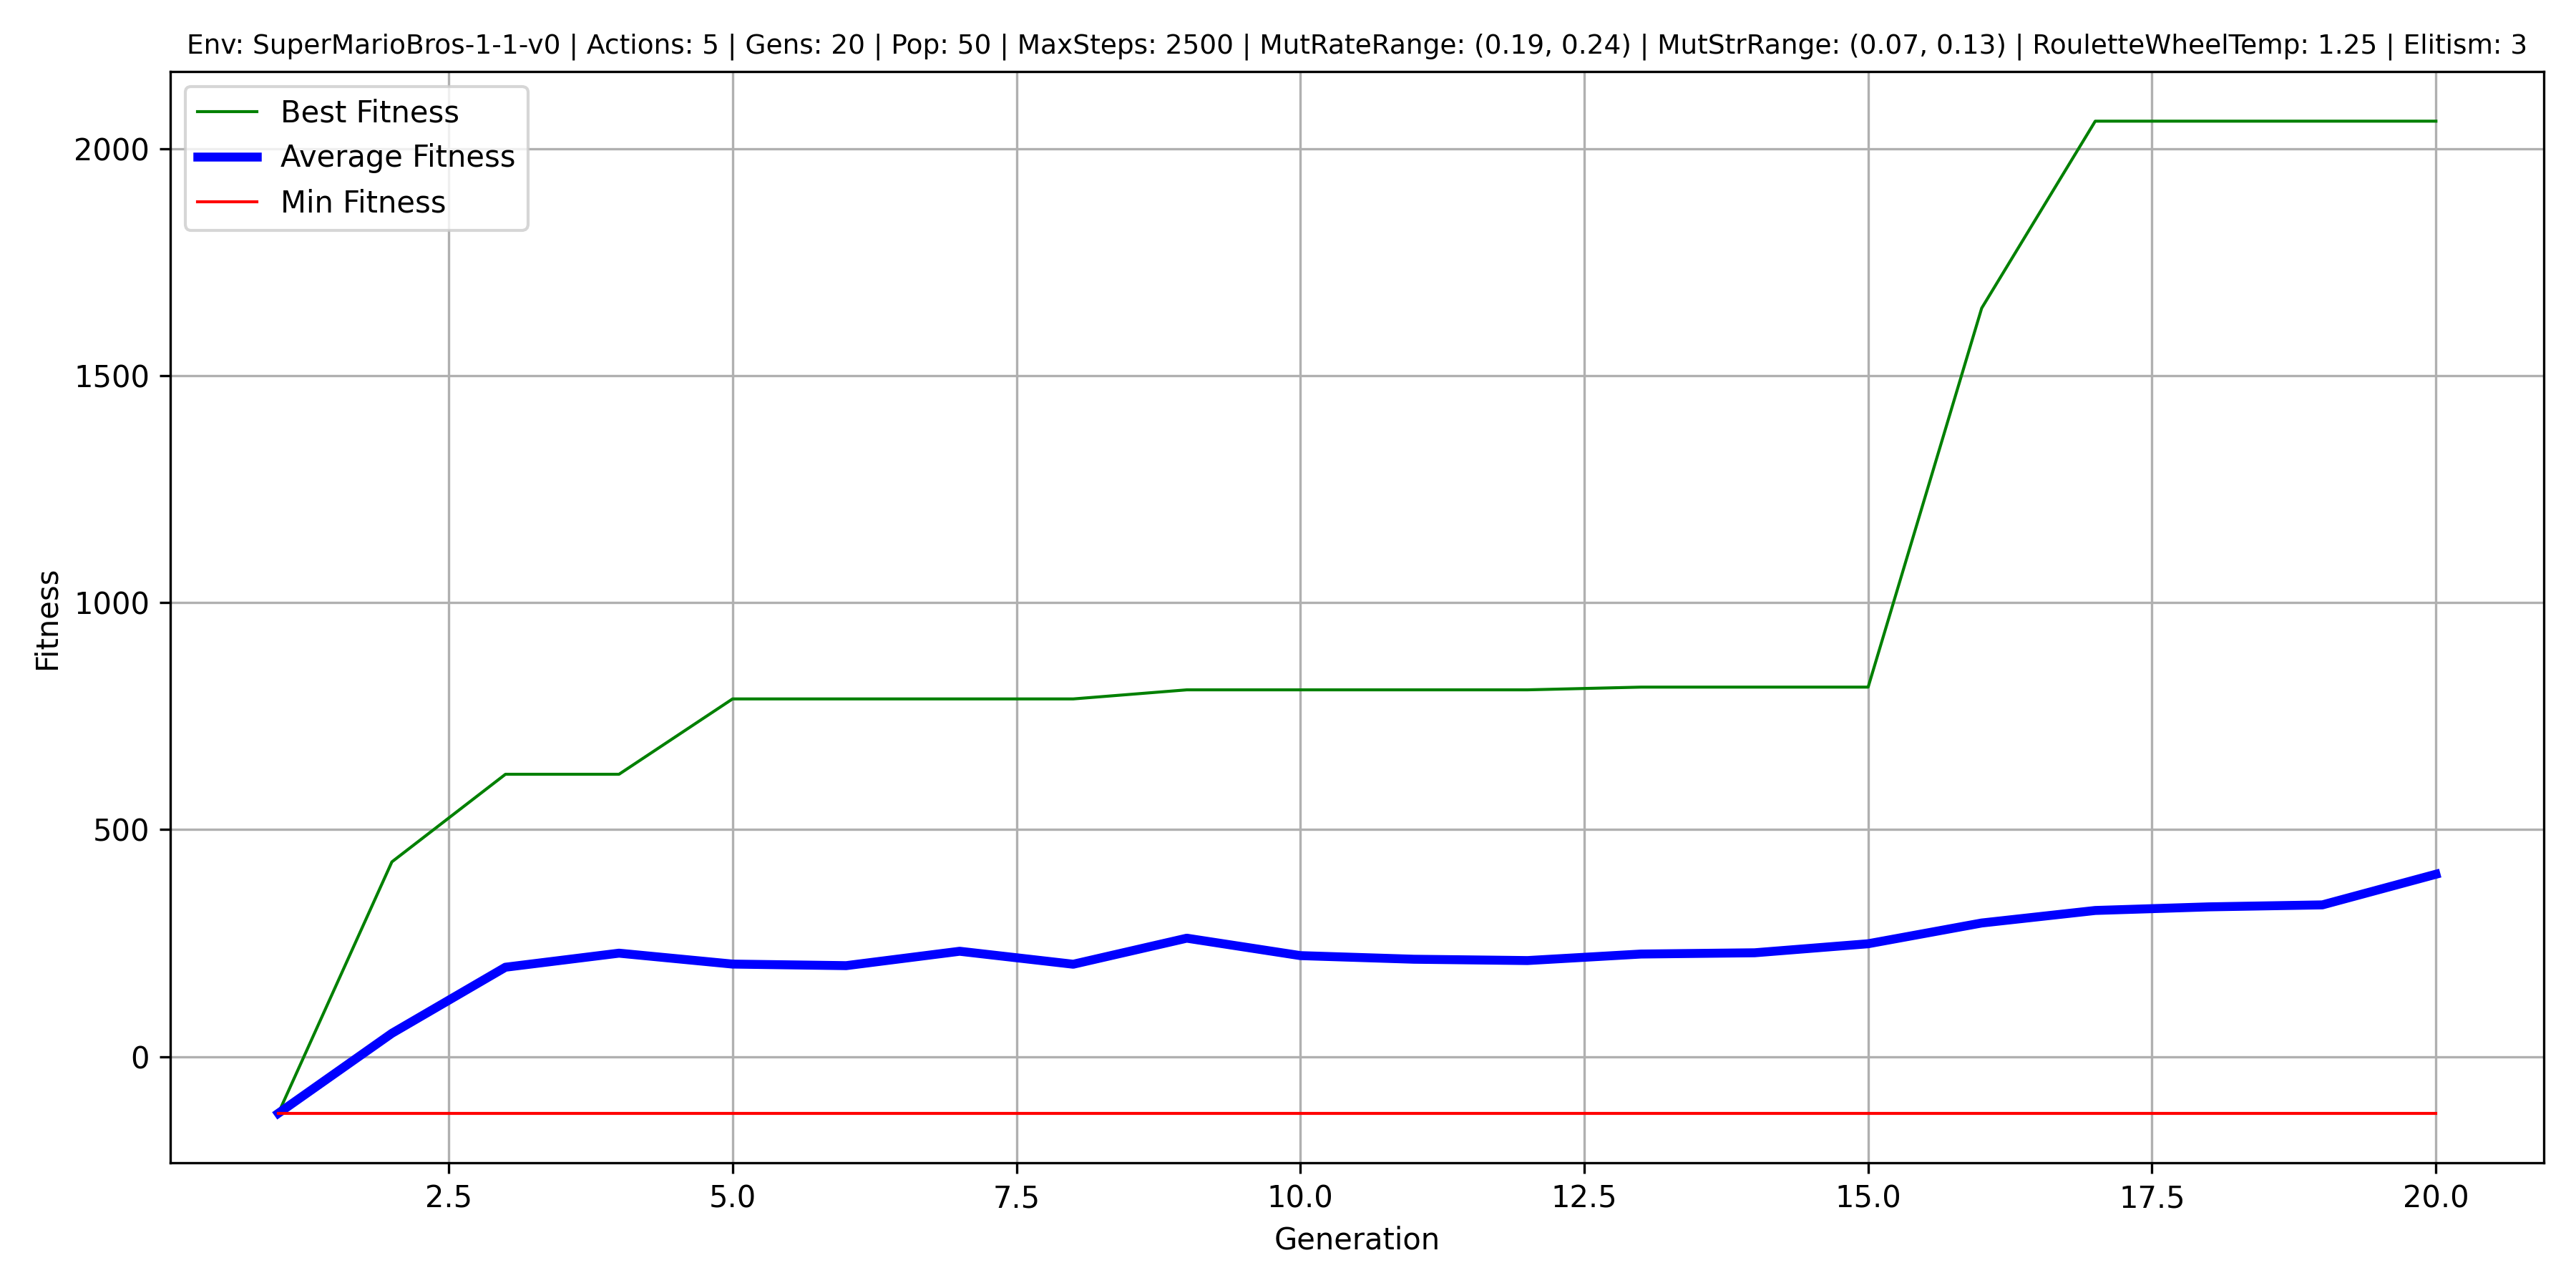 Env: SuperMarioBros-1-1-v0 | Actions: 5 | Gens: 20 | Pop: 50 | MaxSteps: 2500 | MutRateRange: (0.19, 0.24) | MutStrRange: (0.07, 0.13) | RouletteWheelTemp: 1.25 | Elitism: 3
Best Fitness
Average Fitness
Min Fitness
2000
1500
1000
500
0
Fitness
2.5 5.0 7.5 10.0 12.5 15.0 17.5 20.0
Generation